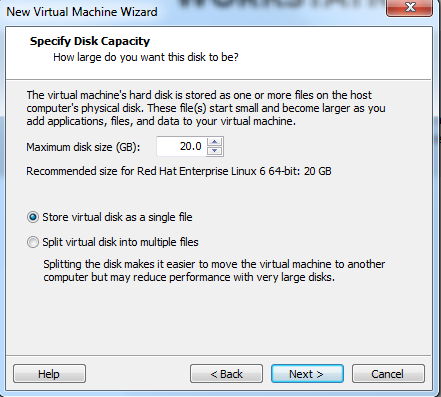 New Virtual Machine Wizard
Specify Disk Capacity
How large do you want this disk to be?
The virtual machine's hard disk is stored as one or more files on the host
computer's physical disk. These file(s) start small and become larger as you
add applications, files, and data to your virtual machine.
Maximum disk size (GB): 20.0
Recommended size for Red Hat Enterprise Linux 6 64-bit: 20 GB
Store virtual disk as a single file
Split virtual disk into multiple files
Splitting the disk makes it easier to move the virtual machine to another
computer but may reduce performance with very large disks.
Help < Back Next > Cancel